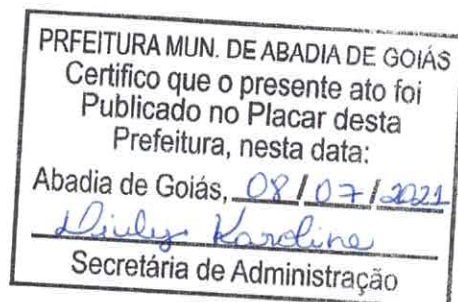 PRFEITURA MUN. DE ABADIA DE GOIÁS
Certifico que o presente ato foi
Publicado no Placar desta
Prefeitura, nesta data:
Abadia de Goiás, 08/07/2021
Karoline
Secretária de Administração